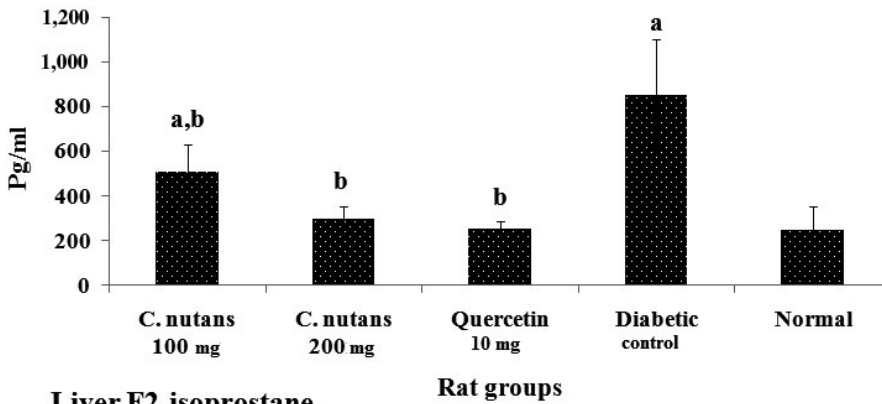 1,200
1,000
800
600
400
200
0
Pg/ml
a,b
b
b
a
C. nutans
100 mg
C. nutans
200 mg
Quercetin
10 mg
Diabetic
control
Normal
Rat groups
Liver F2 isoprostane